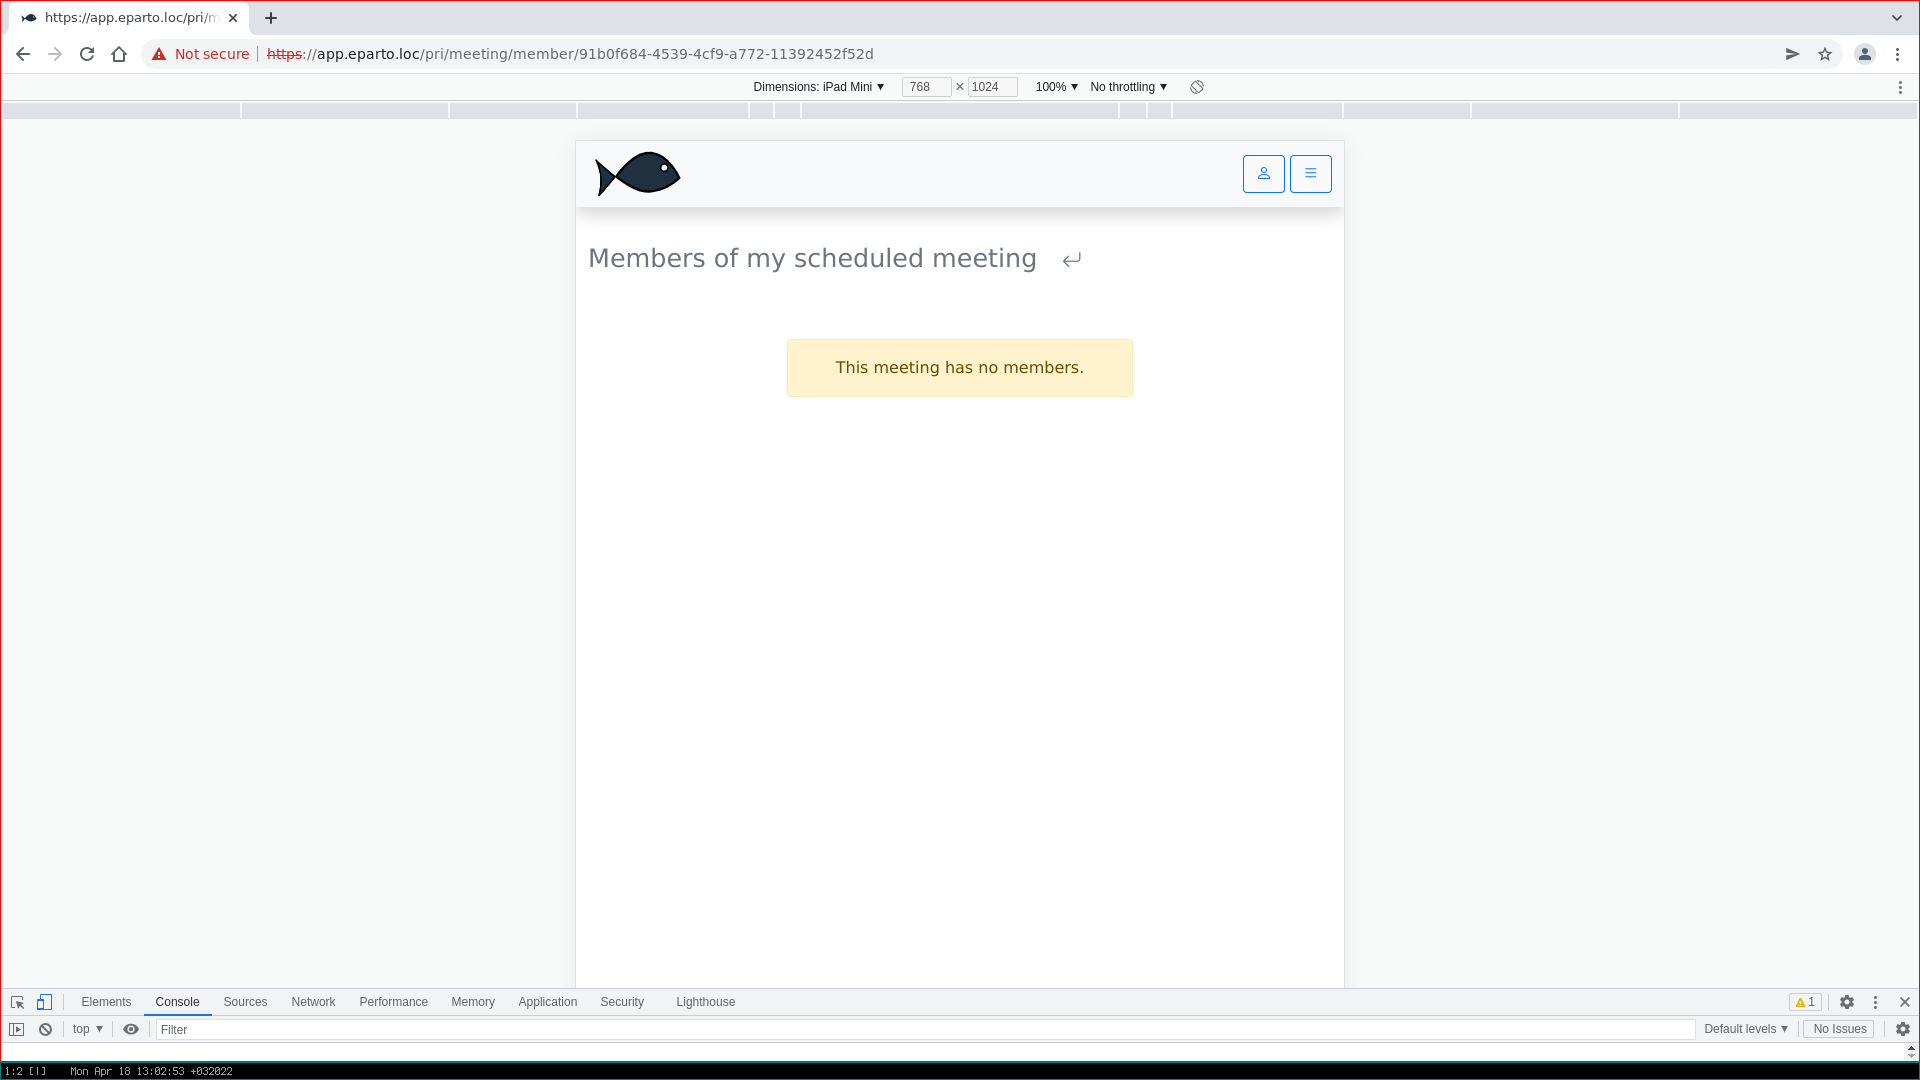 https://app.eparto.loc/pri/m
Not secure https://app.eparto.loc/pri/meeting/member/91b0f684-4539-4cf9-a772-11392452f52d
Dimensions: iPad Mini 768 × 1024 100% No throttling
Members of my scheduled meeting
This meeting has no members.
Elements Console Sources Network Performance Memory Application Security Lighthouse 1
top Filter Default levels No Issues
1:2 [|] Mon Apr 18 13:02:53 +032022